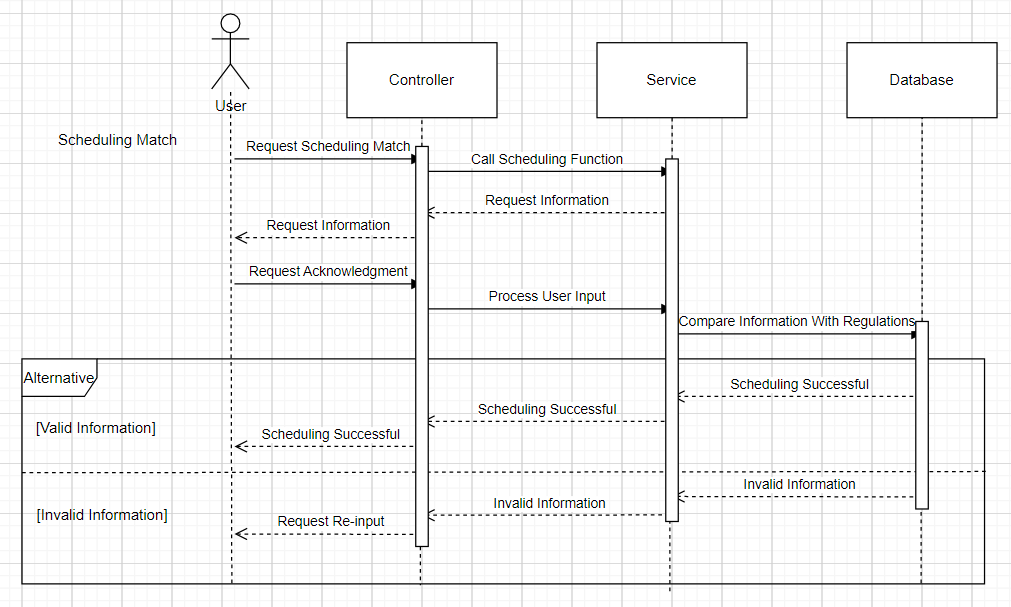 User
Controller
Service
Database
Scheduling Match
Request Scheduling Match
Call Scheduling Function
Request Information
Request Information
Request Acknowledgment
Process User Input
Compare Information With Regulations
Alternative
Scheduling Successful
Scheduling Successful
[Valid Information]
Scheduling Successful
Invalid Information
Invalid Information
[Invalid Information]
Request Re-input